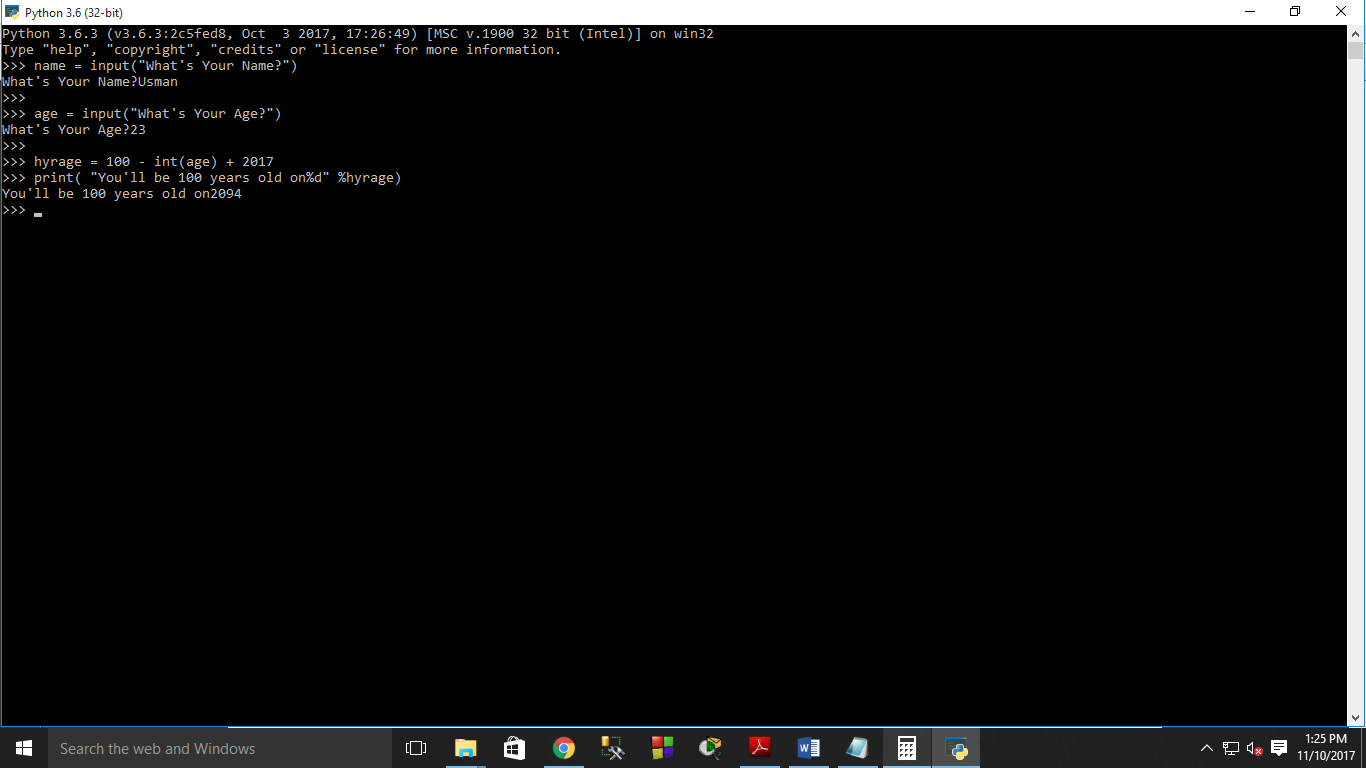 Python 3.6 (32-bit)
Python 3.6.3 (v3.6.3:2c5fed8, Oct  3 2017, 17:26:49) [MSC v.1900 32 bit (Intel)] on win32
Type "help", "copyright", "credits" or "license" for more information.
>>> name = input("What's Your Name?")
What's Your Name?Usman
>>>
>>> age = input("What's Your Age?")
What's Your Age?23
>>>
>>> hyrage = 100 - int(age) + 2017
>>> print( "You'll be 100 years old on%d" %hyrage)
You'll be 100 years old on2094
>>>
Search the web and Windows
1:25 PM
11/10/2017